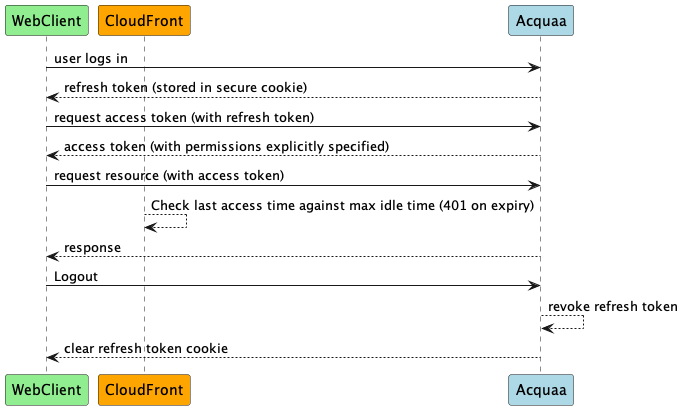 WebClient CloudFront Acquaa
user logs in
refresh token (stored in secure cookie)
request access token (with refresh token)
access token (with permissions explicitly specified)
request resource (with access token)
Check last access time against max idle time (401 on expiry)
response
Logout
revoke refresh token
clear refresh token cookie
WebClient CloudFront Acquaa